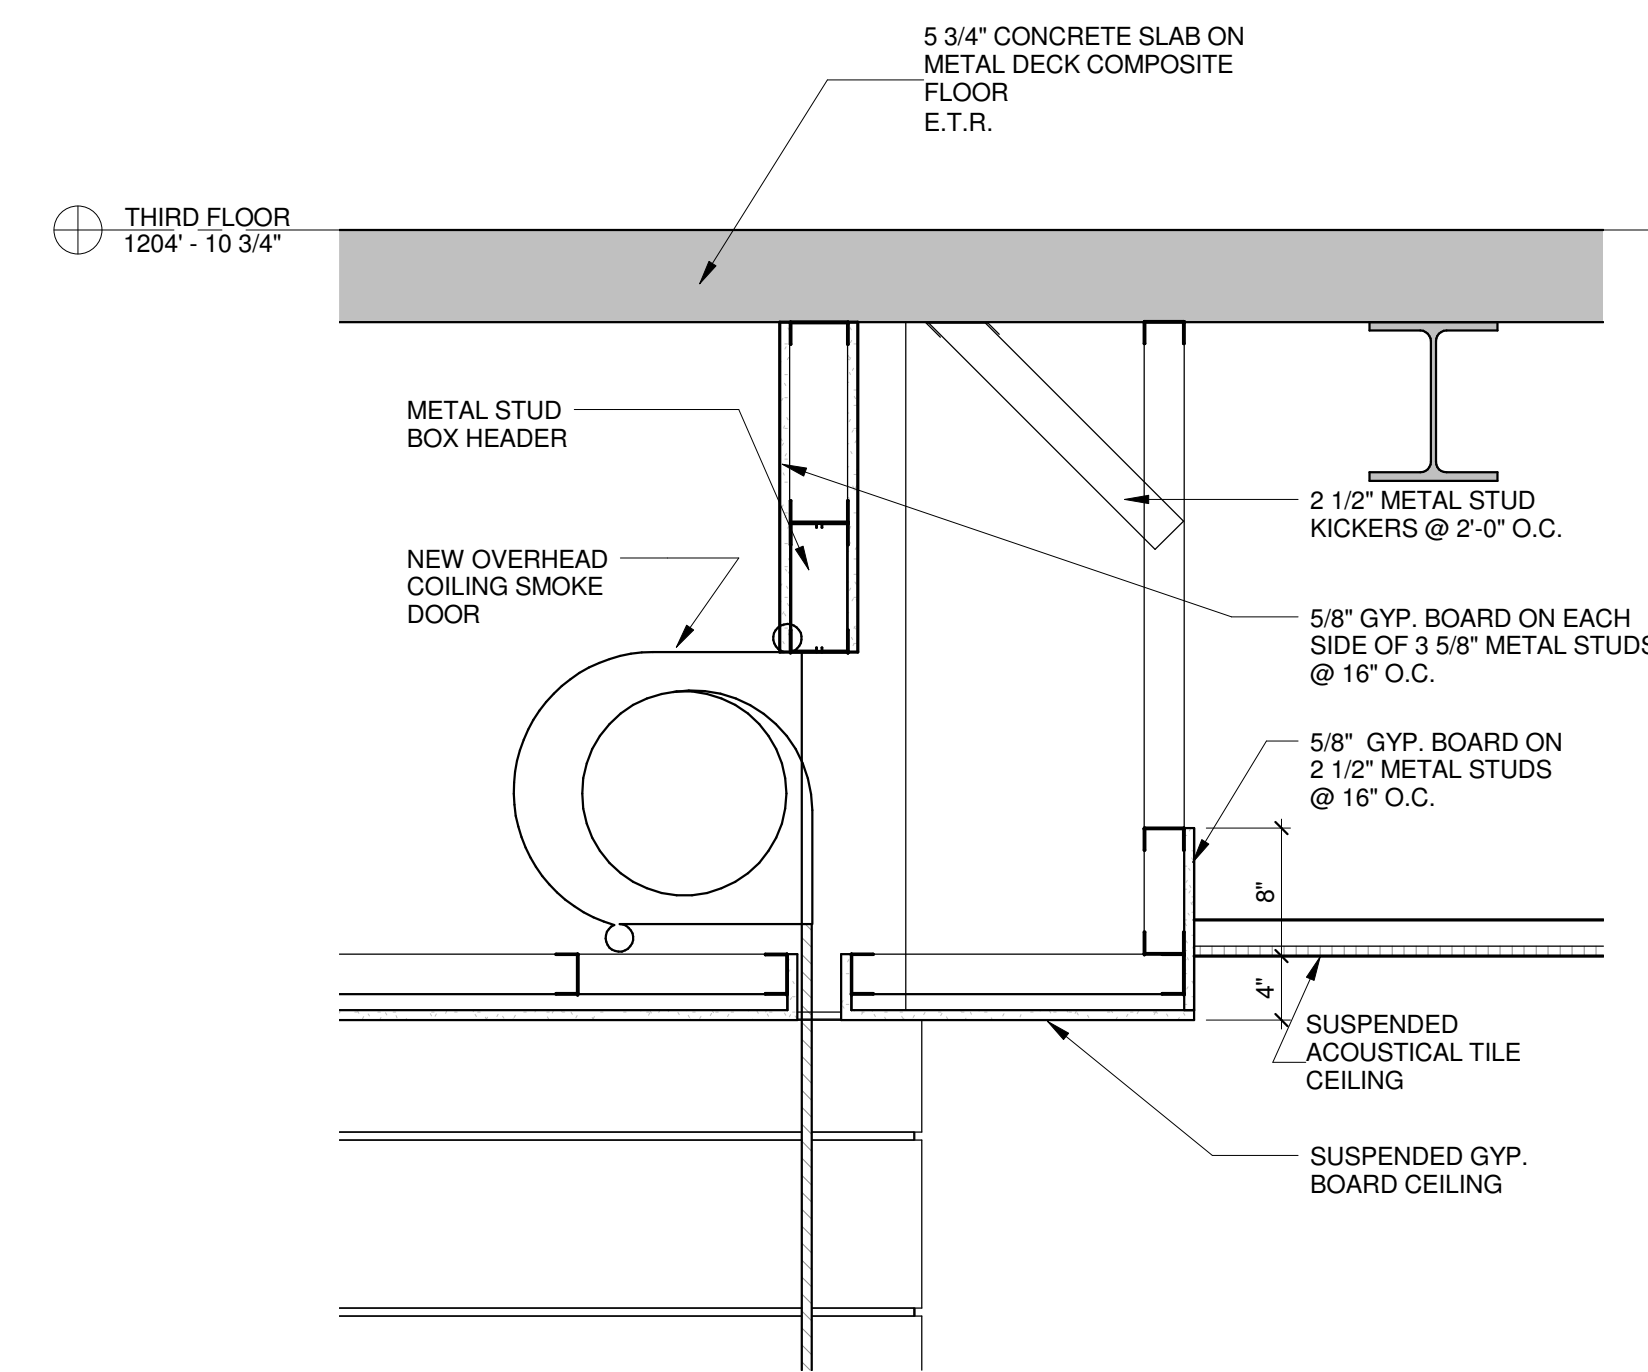 5 3/4" CONCRETE SLAB ON
METAL DECK COMPOSITE
FLOOR
E.T.R.
THIRD FLOOR
1204' - 10 3/4"
METAL STUD
BOX HEADER
NEW OVERHEAD
COILING SMOKE
DOOR
2 1/2" METAL STUD
KICKERS @ 2'-0" O.C.
5/8" GYP. BOARD ON EACH
SIDE OF 3 5/8" METAL STUDS
@ 16" O.C.
5/8"  GYP. BOARD ON
2 1/2" METAL STUDS
@ 16" O.C.
8"
4"
SUSPENDED
ACOUSTICAL TILE
CEILING
SUSPENDED GYP.
BOARD CEILING